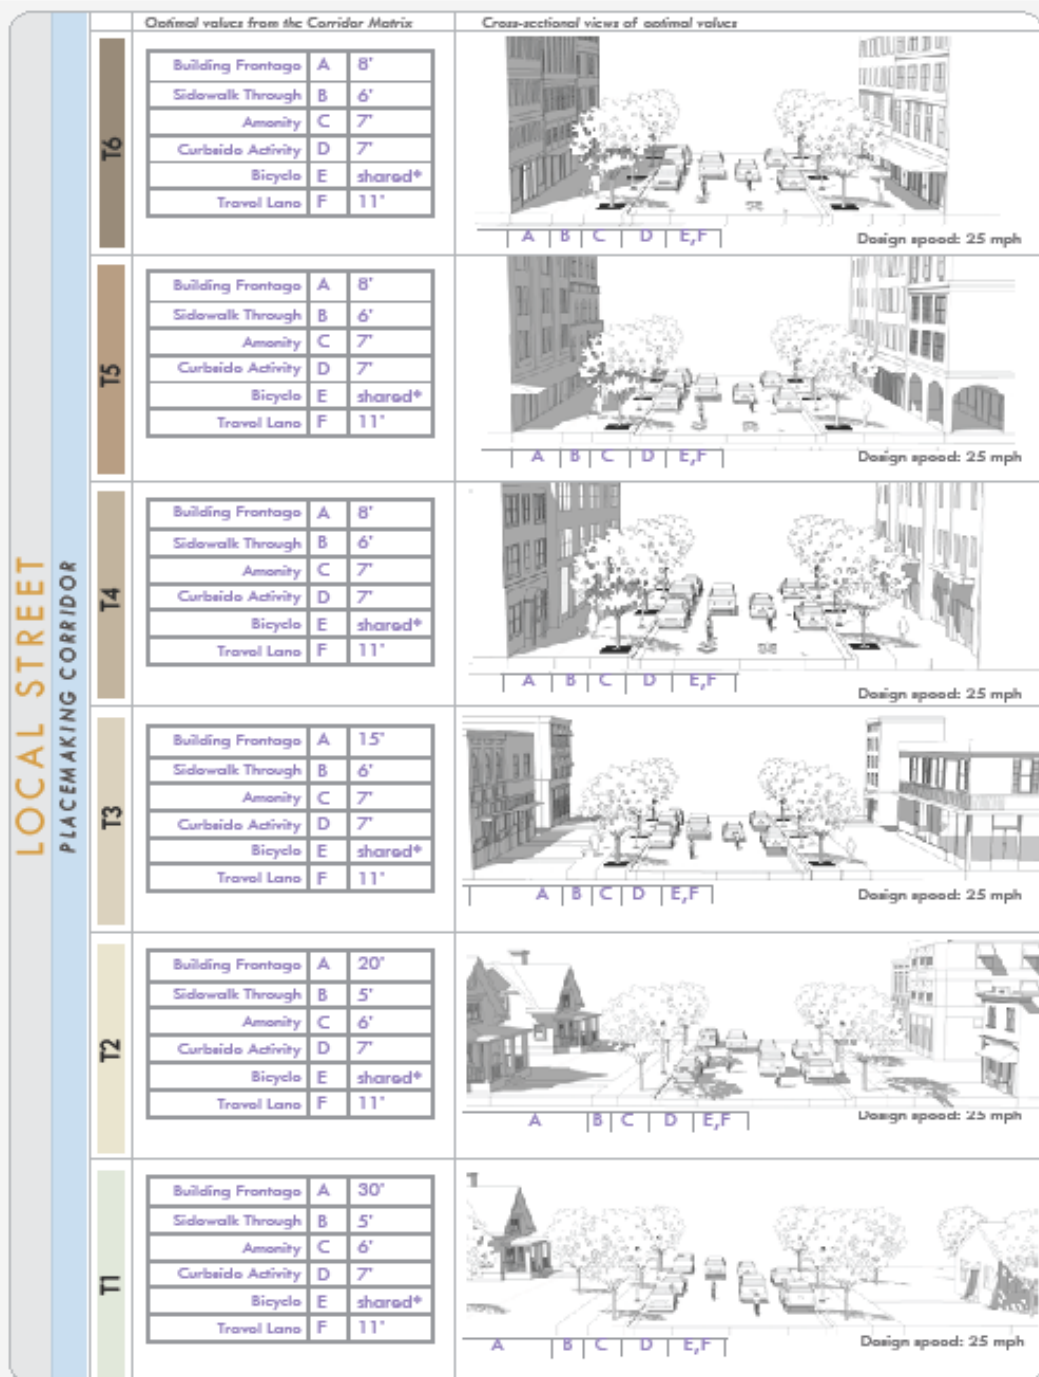 Optimal values from the Corridor Matrix
Cross-sectional views of optimal values
LOCAL STREET
PLACEMAKING CORRIDOR
T6
Building Frontage A 8'
Sidewalk Through B 6'
Amenity C 7'
Curbside Activity D 7'
Bicycle E shared*
Travel Lane F 11'
A B C D E,F
Design speed: 25 mph
T5
Building Frontage A 8'
Sidewalk Through B 6'
Amenity C 7'
Curbside Activity D 7'
Bicycle E shared*
Travel Lane F 11'
A B C D E,F
Design speed: 25 mph
T4
Building Frontage A 8'
Sidewalk Through B 6'
Amenity C 7'
Curbside Activity D 7'
Bicycle E shared*
Travel Lane F 11'
A B C D E,F
Design speed: 25 mph
T3
Building Frontage A 15'
Sidewalk Through B 6'
Amenity C 7'
Curbside Activity D 7'
Bicycle E shared*
Travel Lane F 11'
A B C D E,F
Design speed: 25 mph
T2
Building Frontage A 20'
Sidewalk Through B 5'
Amenity C 6'
Curbside Activity D 7'
Bicycle E shared*
Travel Lane F 11'
A B C D E,F
Design speed: 25 mph
T1
Building Frontage A 30'
Sidewalk Through B 5'
Amenity C 6'
Curbside Activity D 7'
Bicycle E shared*
Travel Lane F 11'
A B C D E,F
Design speed: 25 mph